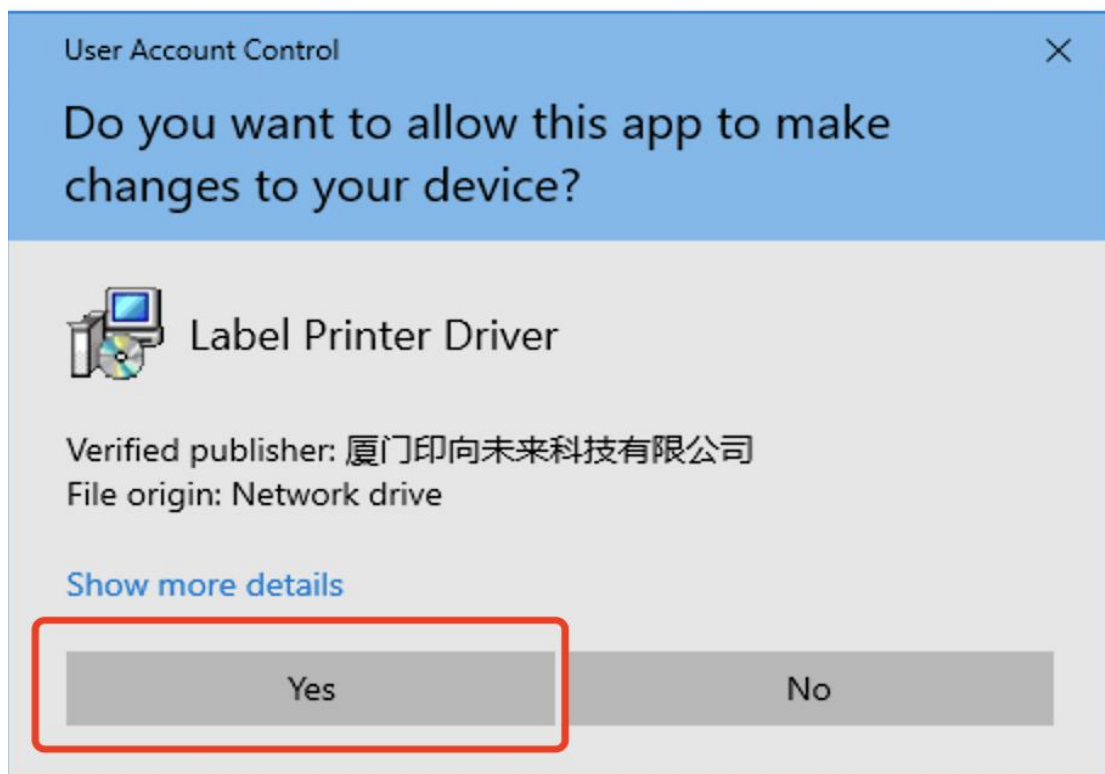 User Account Control
Do you want to allow this app to make
changes to your device?
Label Printer Driver
Verified publisher: 厦门印向未来科技有限公司
File origin: Network drive
Show more details
Yes
No